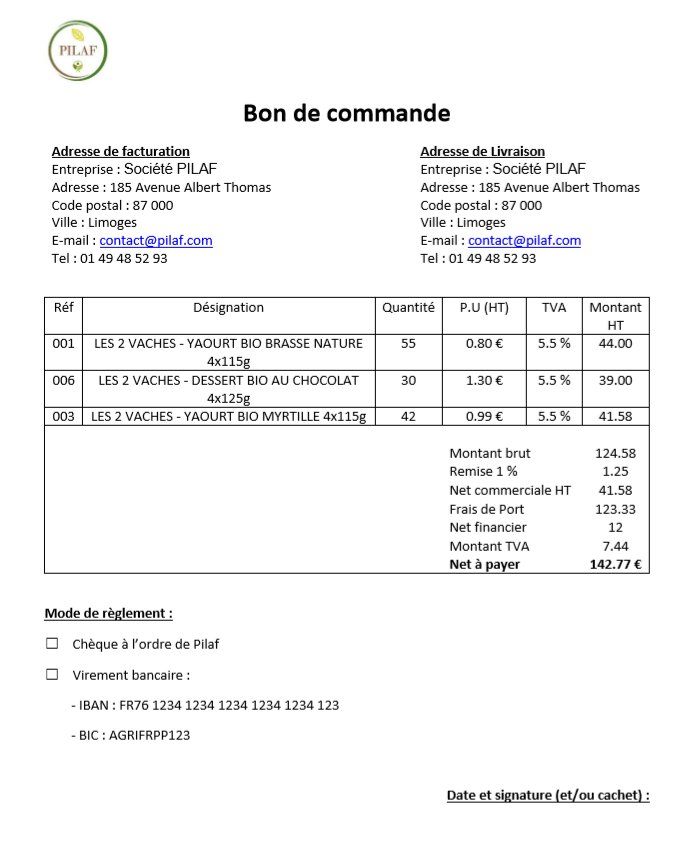 PILAF
Bon de commande
Adresse de facturation
Entreprise : Société PILAF
Adresse : 185 Avenue Albert Thomas
Code postal : 87 000
Ville : Limoges
E-mail : contact@pilaf.com
Tel : 01 49 48 52 93
Adresse de Livraison
Entreprise : Société PILAF
Adresse : 185 Avenue Albert Thomas
Code postal : 87 000
Ville : Limoges
E-mail : contact@pilaf.com
Tel : 01 49 48 52 93
Réf Désignation Quantité P.U (HT) TVA Montant
HT
001 LES 2 VACHES - YAOURT BIO BRASSE NATURE 55 0.80 € 5.5 % 44.00
4x115g
006 LES 2 VACHES - DESSERT BIO AU CHOCOLAT 30 1.30 € 5.5 % 39.00
4x125g
003 LES 2 VACHES - YAOURT BIO MYRTILLE 4x115g 42 0.99 € 5.5 % 41.58
Montant brut 124.58
Remise 1 % 1.25
Net commerciale HT 41.58
Frais de Port 123.33
Net financier 12
Montant TVA 7.44
Net à payer 142.77 €
Mode de règlement :
☐ Chèque à l’ordre de Pilaf
☐ Virement bancaire :
- IBAN : FR76 1234 1234 1234 1234 1234 123
- BIC : AGRIFRPP123
Date et signature (et/ou cachet) :